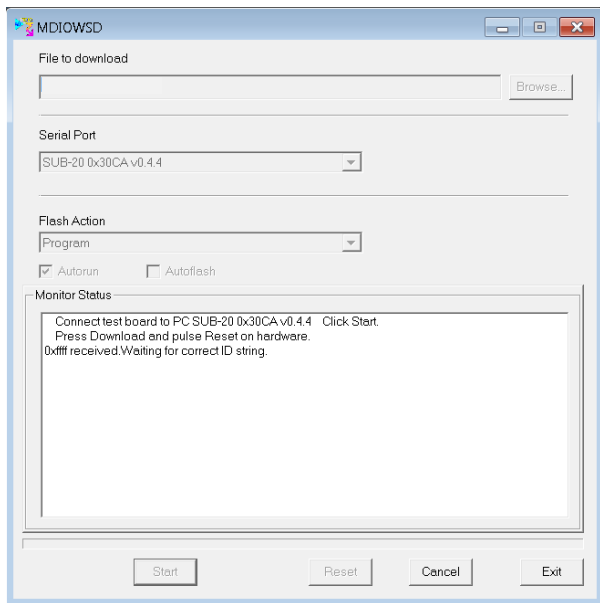 MDIOWSD
File to download
Browse...
Serial Port
SUB-20 0x30CA v0.4.4
Flash Action
Program
Autorun Autoflash
Monitor Status
Connect test board to PC SUB-20 0x30CA v0.4.4 Click Start.
Press Download and pulse Reset on hardware.
0xffff received.Waiting for correct ID string.
Start Reset Cancel Exit